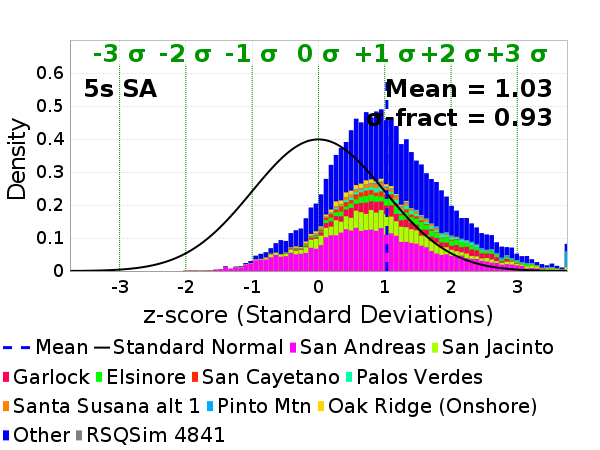 -3 σ -2 σ -1 σ 0 σ +1 σ +2 σ +3 σ
5s SA
Mean = 1.03
σ-fract = 0.93
Density
0.6
0.5
0.4
0.3
0.2
0.1
0
-3 -2 -1 0 1 2 3
z-score (Standard Deviations)
Mean Standard Normal San Andreas San Jacinto
Garlock Elsinore San Cayetano Palos Verdes
Santa Susana alt 1 Pinto Mtn Oak Ridge (Onshore)
Other RSQSim 4841